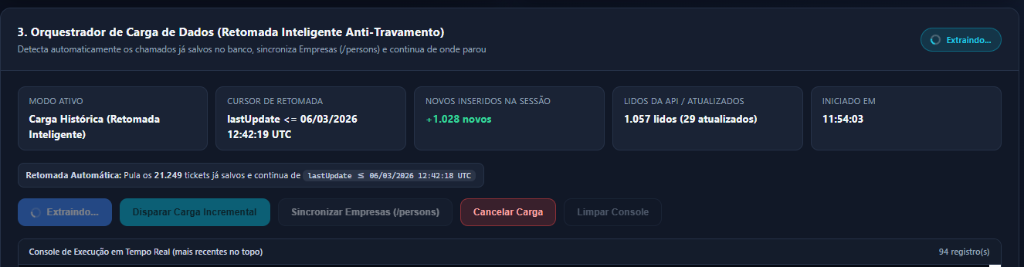 3. Orquestrador de Carga de Dados (Retomada Inteligente Anti-Travamento)
Detecta automaticamente os chamados já salvos no banco, sincroniza Empresas (/persons) e continua de onde parou
Extraindo...
MODO ATIVO
Carga Histórica (Retomada
Inteligente)
CURSOR DE RETOMADA
lastUpdate <= 06/03/2026
12:42:19 UTC
NOVOS INSERIDOS NA SESSÃO
+1.028 novos
LIDOS DA API / ATUALIZADOS
1.057 lidos (29 atualizados)
INICIADO EM
11:54:03
Retomada Automática: Pula os 21.249 tickets já salvos e continua de lastUpdate ≤ 06/03/2026 12:42:18 UTC
Extraindo...
Disparar Carga Incremental
Sincronizar Empresas (/persons)
Cancelar Carga
Limpar Console
Console de Execução em Tempo Real (mais recentes no topo)
94 registro(s)